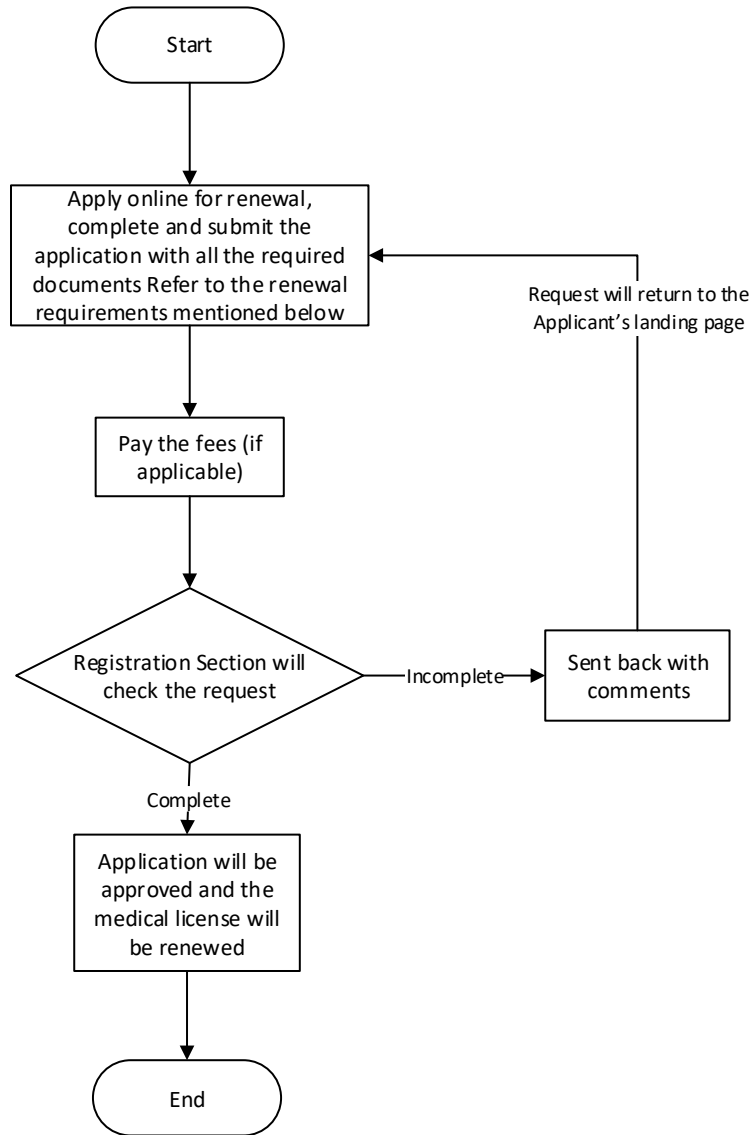 Start
Apply online for renewal,
complete and submit the
application with all the required
documents Refer to the renewal
requirements mentioned below
Request will return to the
Applicant's landing page
Pay the fees (if
applicable)
Registration Section will
check the request
Incomplete
Sent back with
comments
Complete
Application will be
approved and the
medical license will
be renewed
End